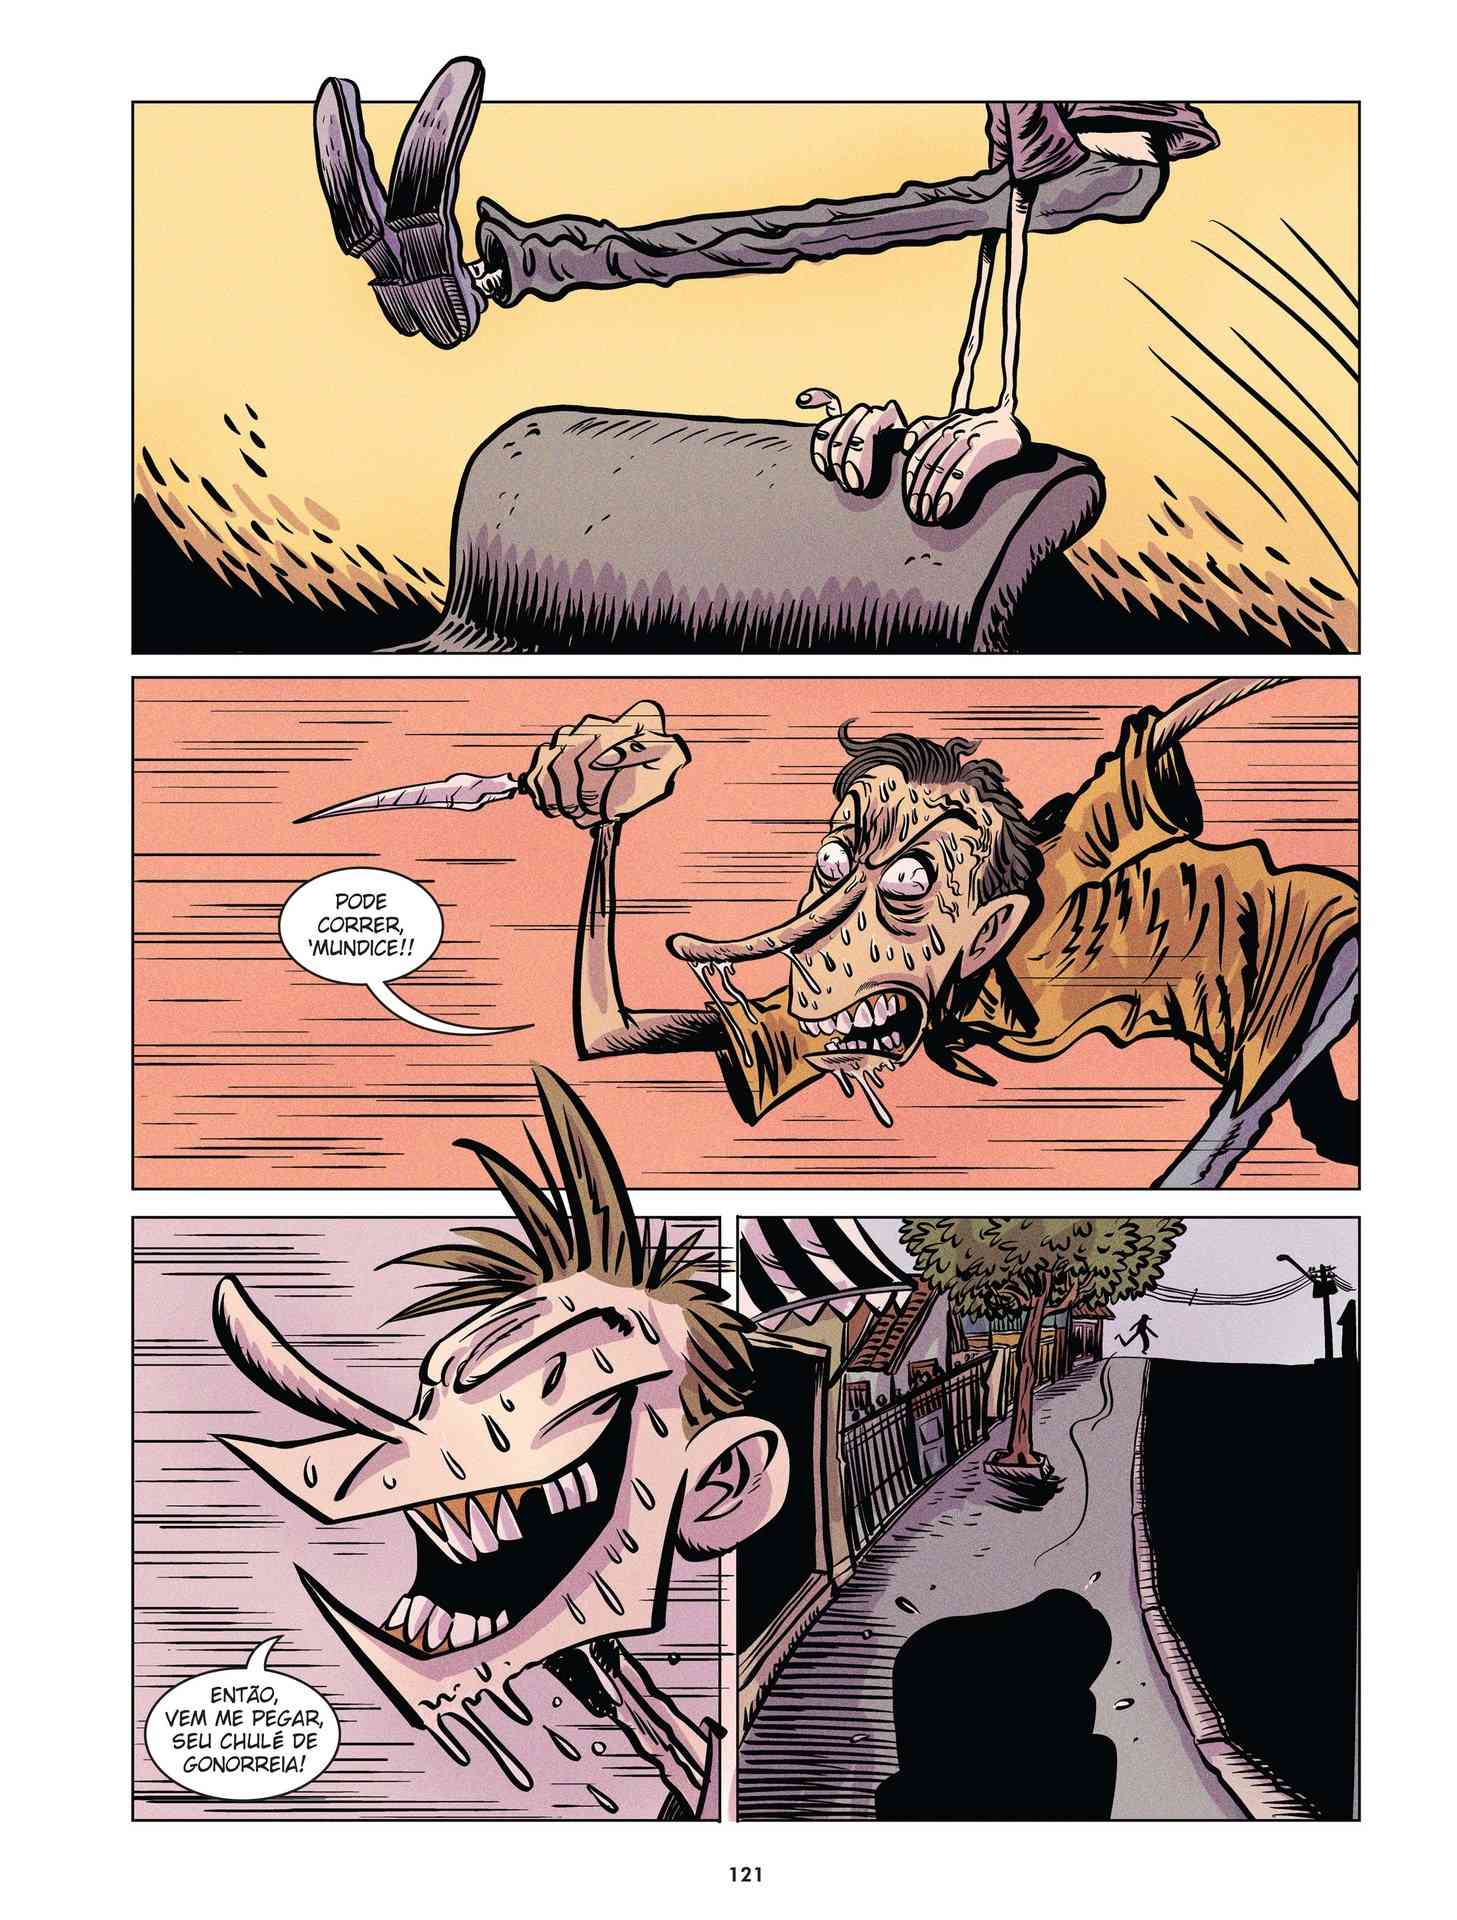 PODE
CORRER,
'MUNDICE!!
ENTÃO,
VEM ME PEGAR,
SEU CHULÉ DE
GONORREIA!
121